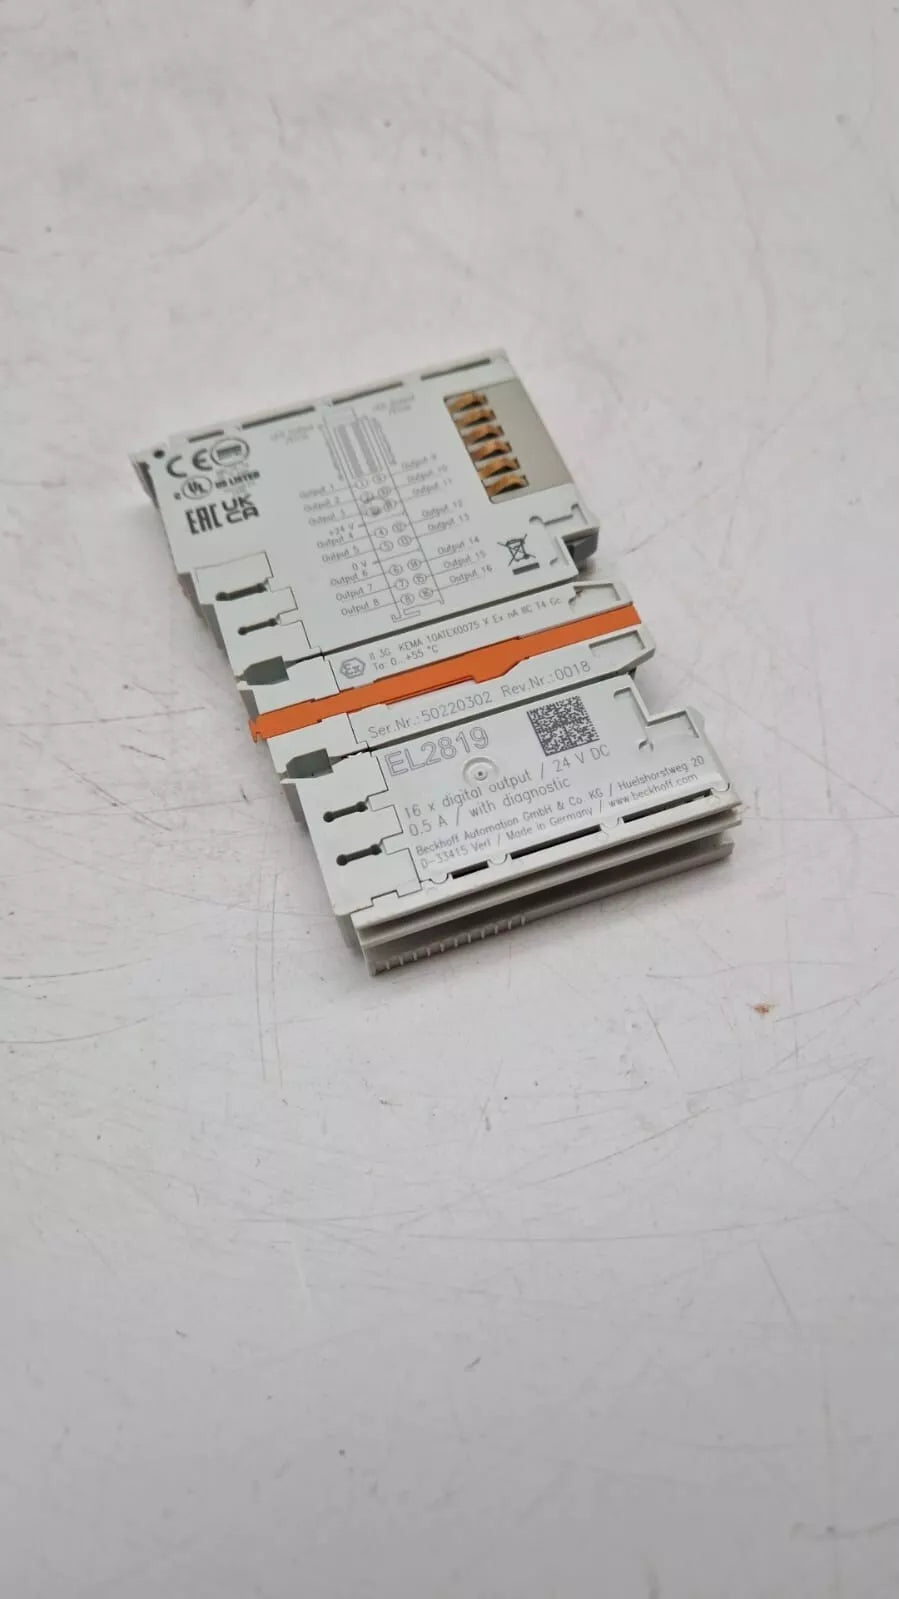 CE
c UL US LISTED
EAC UK CA
Output 1
Output 2
Output 3
+24 V
Output 4
Output 5
0 V
Output 6
Output 7
Output 8
Output 9
Output 10
Output 11
Output 12
Output 13
Output 14
Output 15
Output 16
Ex II 3G KEMA 10ATEX0075 X Ex nA IIC T4 Gc
Ta: 0...+55 °C
Ser.Nr.:50220302 Rev.Nr.:0018
EL2819
16 x digital output / 24 V DC
0.5 A / with diagnostic
Beckhoff Automation GmbH & Co. KG / Huelshorstweg 20
D-33415 Verl / Made in Germany / www.beckhoff.com